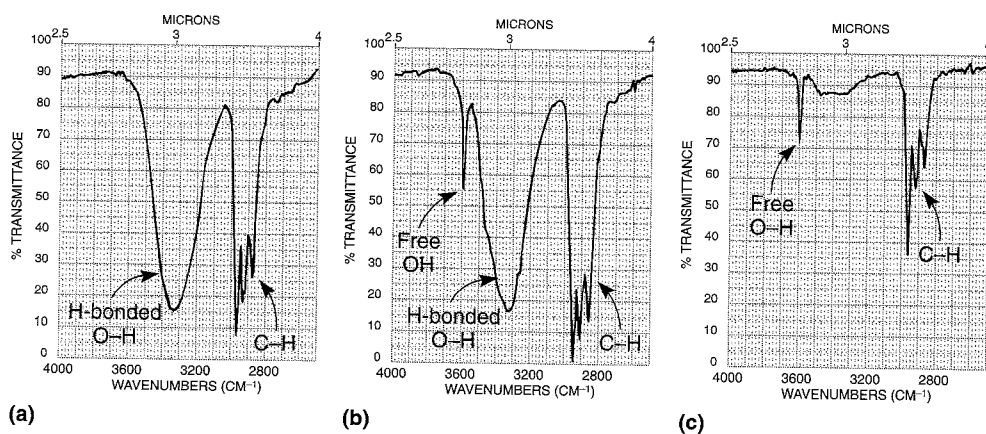 MICRONS
2.5 3 4
100
90
80
70
60
50
40
30
20
10
0
% TRANSMITTANCE
H-bonded
O–H
C–H
4000 3600 3200 2800
WAVENUMBERS (CM⁻¹)
(a)
MICRONS
2.5 3 4
100
90
80
70
60
50
40
30
20
10
0
% TRANSMITTANCE
Free
OH
H-bonded
O–H
C–H
4000 3600 3200 2800
WAVENUMBERS (CM⁻¹)
(b)
MICRONS
2.5 3 4
100
90
80
70
60
50
40
30
20
10
0
% TRANSMITTANCE
Free
O–H
C–H
4000 3600 3200 2800
WAVENUMBERS (CM⁻¹)
(c)